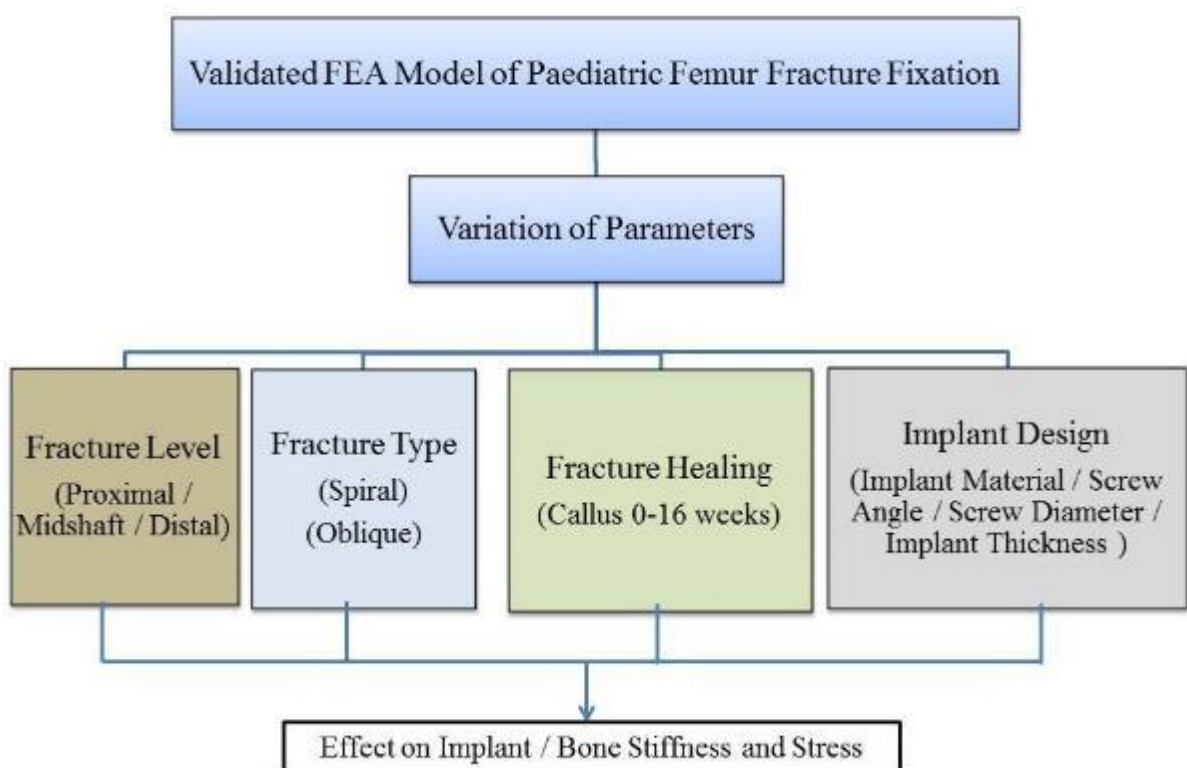 Validated FEA Model of Paediatric Femur Fracture Fixation
Variation of Parameters
Fracture Level
(Proximal /
Midshaft / Distal)
Fracture Type
(Spiral)
(Oblique)
Fracture Healing
(Callus 0-16 weeks)
Implant Design
(Implant Material / Screw
Angle / Screw Diameter /
Implant Thickness )
Effect on Implant / Bone Stiffness and Stress